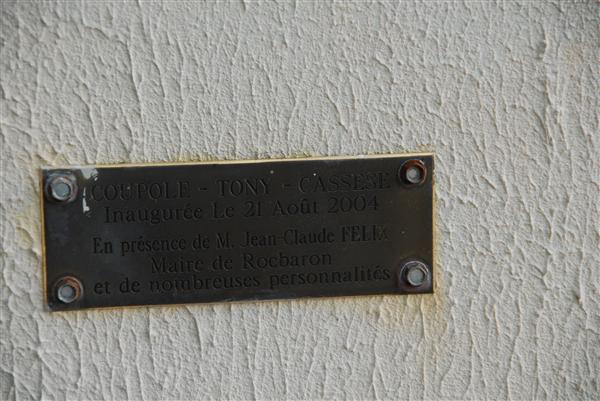 COUPOLE - TONY - CASSESE
Inaugurée Le 21 Août 2004
En présence de M. Jean-Claude FELIX
Maire de Rocbaron
et de nombreuses personnalités